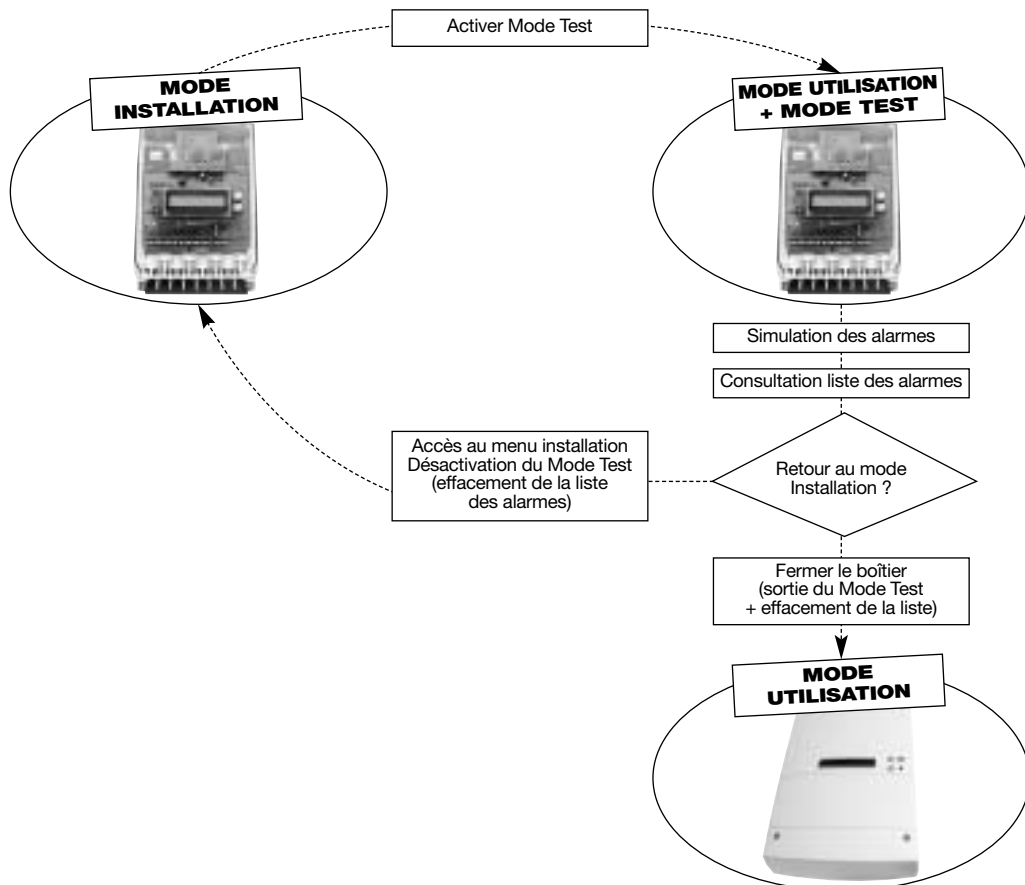 Activer Mode Test
MODE
INSTALLATION
MODE UTILISATION
+ MODE TEST
Simulation des alarmes
Consultation liste des alarmes
Accès au menu installation
Désactivation du Mode Test
(effacement de la liste
des alarmes)
Retour au mode
Installation ?
Fermer le boîtier
(sortie du Mode Test
+ effacement de la liste)
MODE
UTILISATION